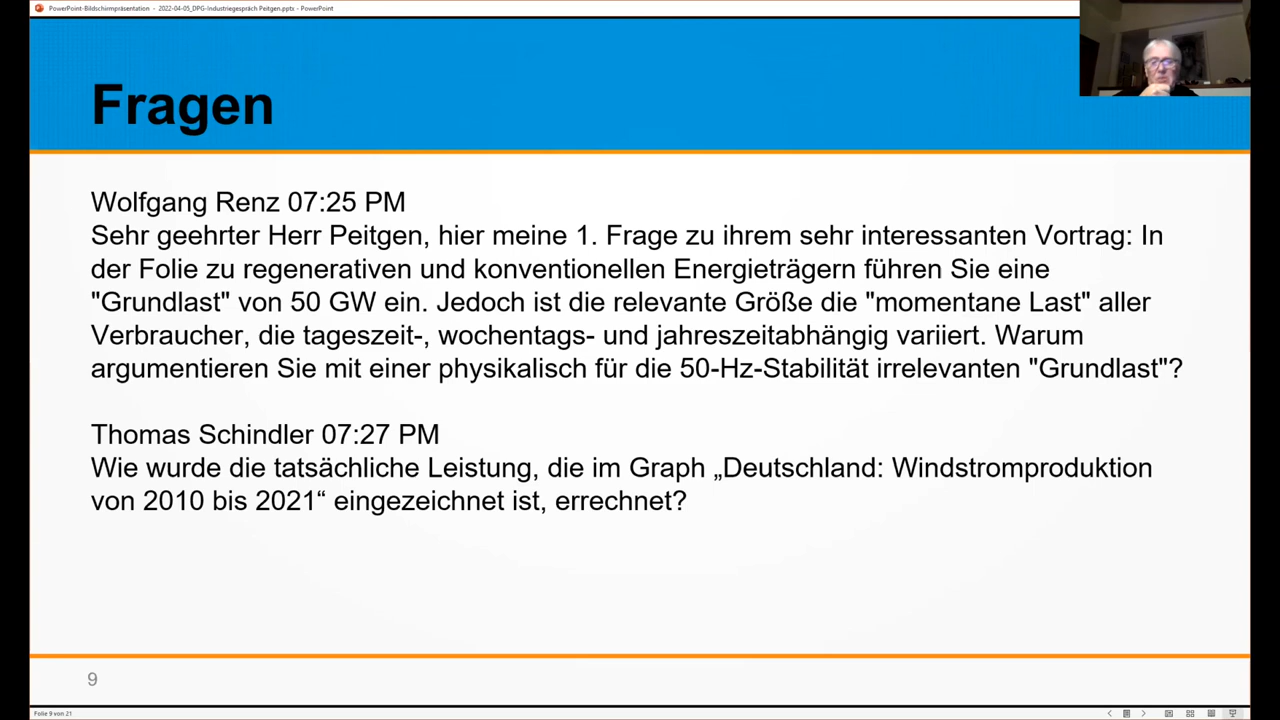 PowerPoint-Bildschirmpräsentation - 2022-04-05_DPG-Industriegespräch Peitgen.pptx - PowerPoint
Fragen
Wolfgang Renz 07:25 PM
Sehr geehrter Herr Peitgen, hier meine 1. Frage zu ihrem sehr interessanten Vortrag: In
der Folie zu regenerativen und konventionellen Energieträgern führen Sie eine
"Grundlast" von 50 GW ein. Jedoch ist die relevante Größe die "momentane Last" aller
Verbraucher, die tageszeit-, wochentags- und jahreszeitabhängig variiert. Warum
argumentieren Sie mit einer physikalisch für die 50-Hz-Stabilität irrelevanten "Grundlast"?
Thomas Schindler 07:27 PM
Wie wurde die tatsächliche Leistung, die im Graph „Deutschland: Windstromproduktion
von 2010 bis 2021“ eingezeichnet ist, errechnet?
9
Folie 9 von 21